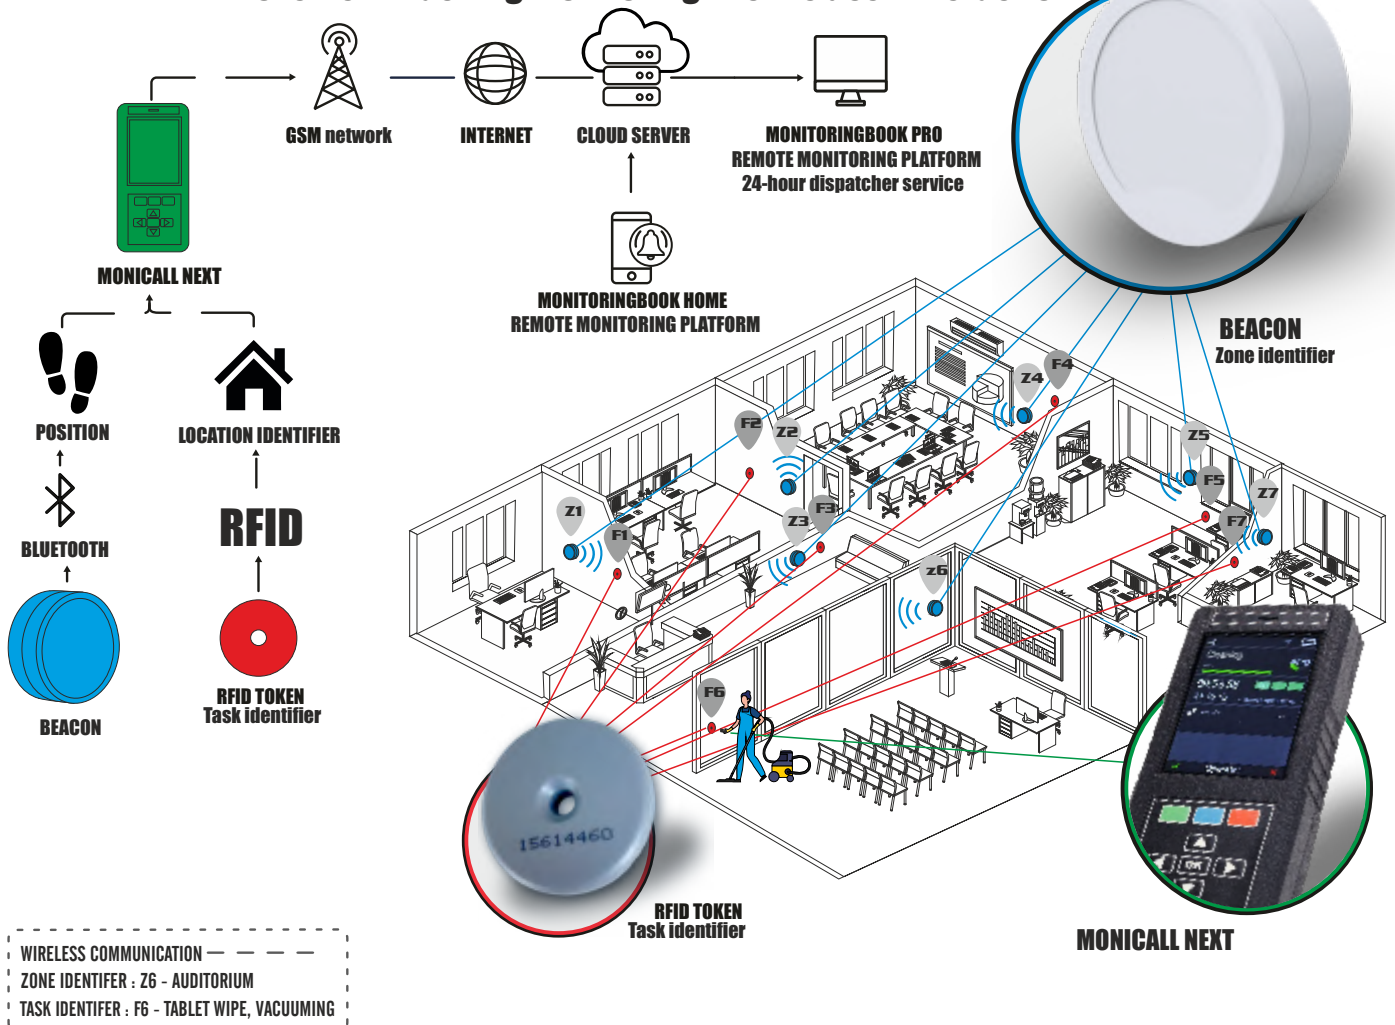 GSM network
INTERNET
CLOUD SERVER
MONITORINGBOOK PRO
REMOTE MONITORING PLATFORM
24-hour dispatcher service
MONICALL NEXT
MONITORINGBOOK HOME
REMOTE MONITORING PLATFORM
BEACON
Zone identifier
POSITION
LOCATION IDENTIFIER
BLUETOOTH
RFID
BEACON
RFID TOKEN
Task identifier
Z4
F4
F2
Z2
Z5
F5
Z7
F7
Z1
F1
Z3
F3
z6
F6
OK
15614460
RFID TOKEN
Task identifier
MONICALL NEXT
WIRELESS COMMUNICATION
ZONE IDENTIFER : Z6 - AUDITORIUM
TASK IDENTIFER : F6 - TABLET WIPE, VACUUMING